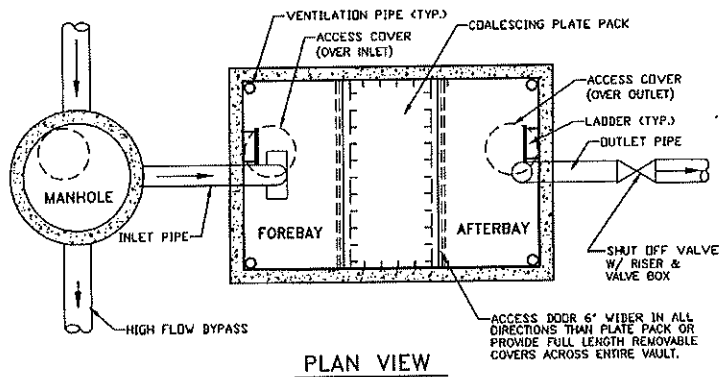 VENTILATION PIPE (TYP.)
ACCESS COVER
(OVER INLET)
COALESCING PLATE PACK
ACCESS COVER
(OVER OUTLET)
LADDER (TYP.)
OUTLET PIPE
MANHOLE
INLET PIPE
FOREBAY
AFTERBAY
SHUT OFF VALVE
W/ RISER &
VALVE BOX
HIGH FLOW BYPASS
ACCESS DOOR 6" WIDER IN ALL
DIRECTIONS THAN PLATE PACK OR
PROVIDE FULL LENGTH REMOVABLE
COVERS ACROSS ENTIRE VAULT.
PLAN VIEW